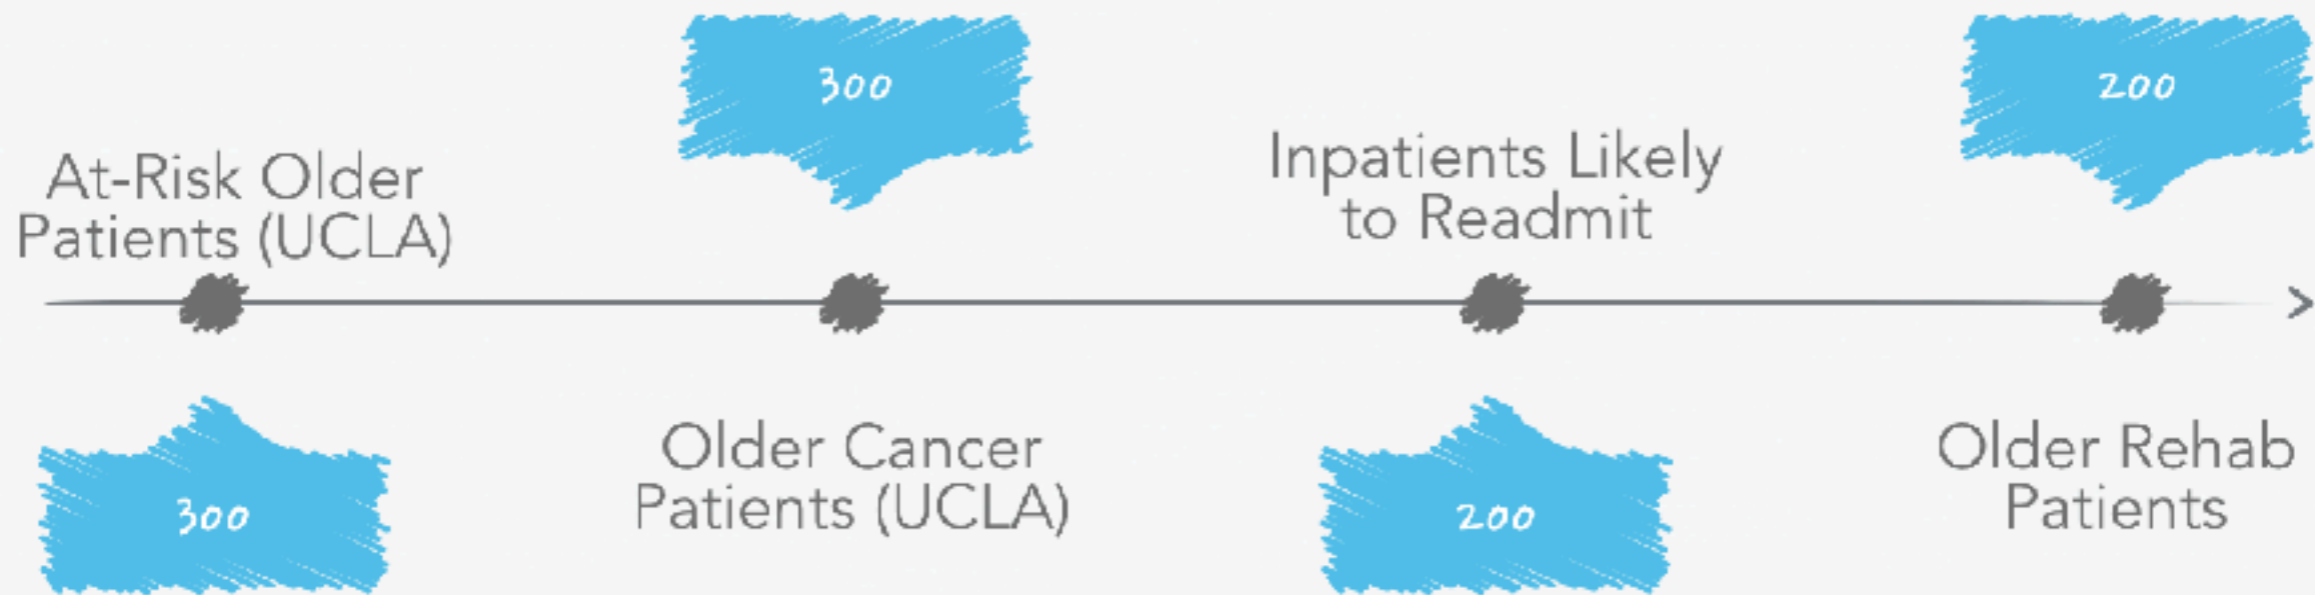 At-Risk Older
Patients (UCLA)
300
300
Older Cancer
Patients (UCLA)
Inpatients Likely
to Readmit
200
200
Older Rehab
Patients